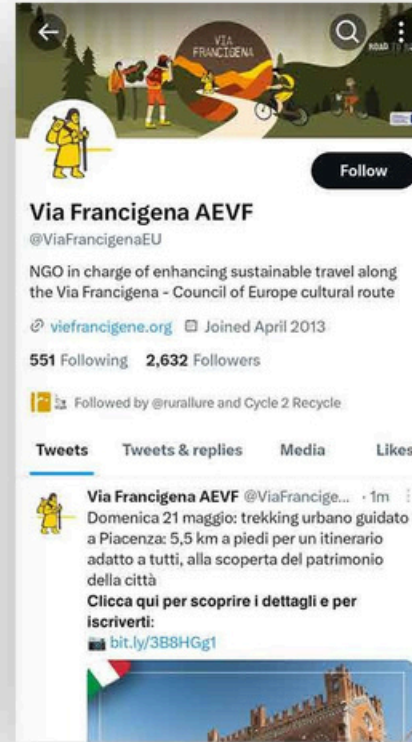 VIA
FRANCIGENA
ROAD TO
Follow
Via Francigena AEVF
@ViaFrancigenaEU
NGO in charge of enhancing sustainable travel along
the Via Francigena - Council of Europe cultural route
viefrancigene.org Joined April 2013
551 Following 2,632 Followers
Followed by @rurallure and Cycle 2 Recycle
Tweets Tweets & replies Media Likes
Via Francigena AEVF @ViaFrancige... · 1m
Domenica 21 maggio: trekking urbano guidato
a Piacenza: 5,5 km a piedi per un itinerario
adatto a tutti, alla scoperta del patrimonio
della città
Clicca qui per scoprire i dettagli e per
iscriverti:
bit.ly/3B8HGg1